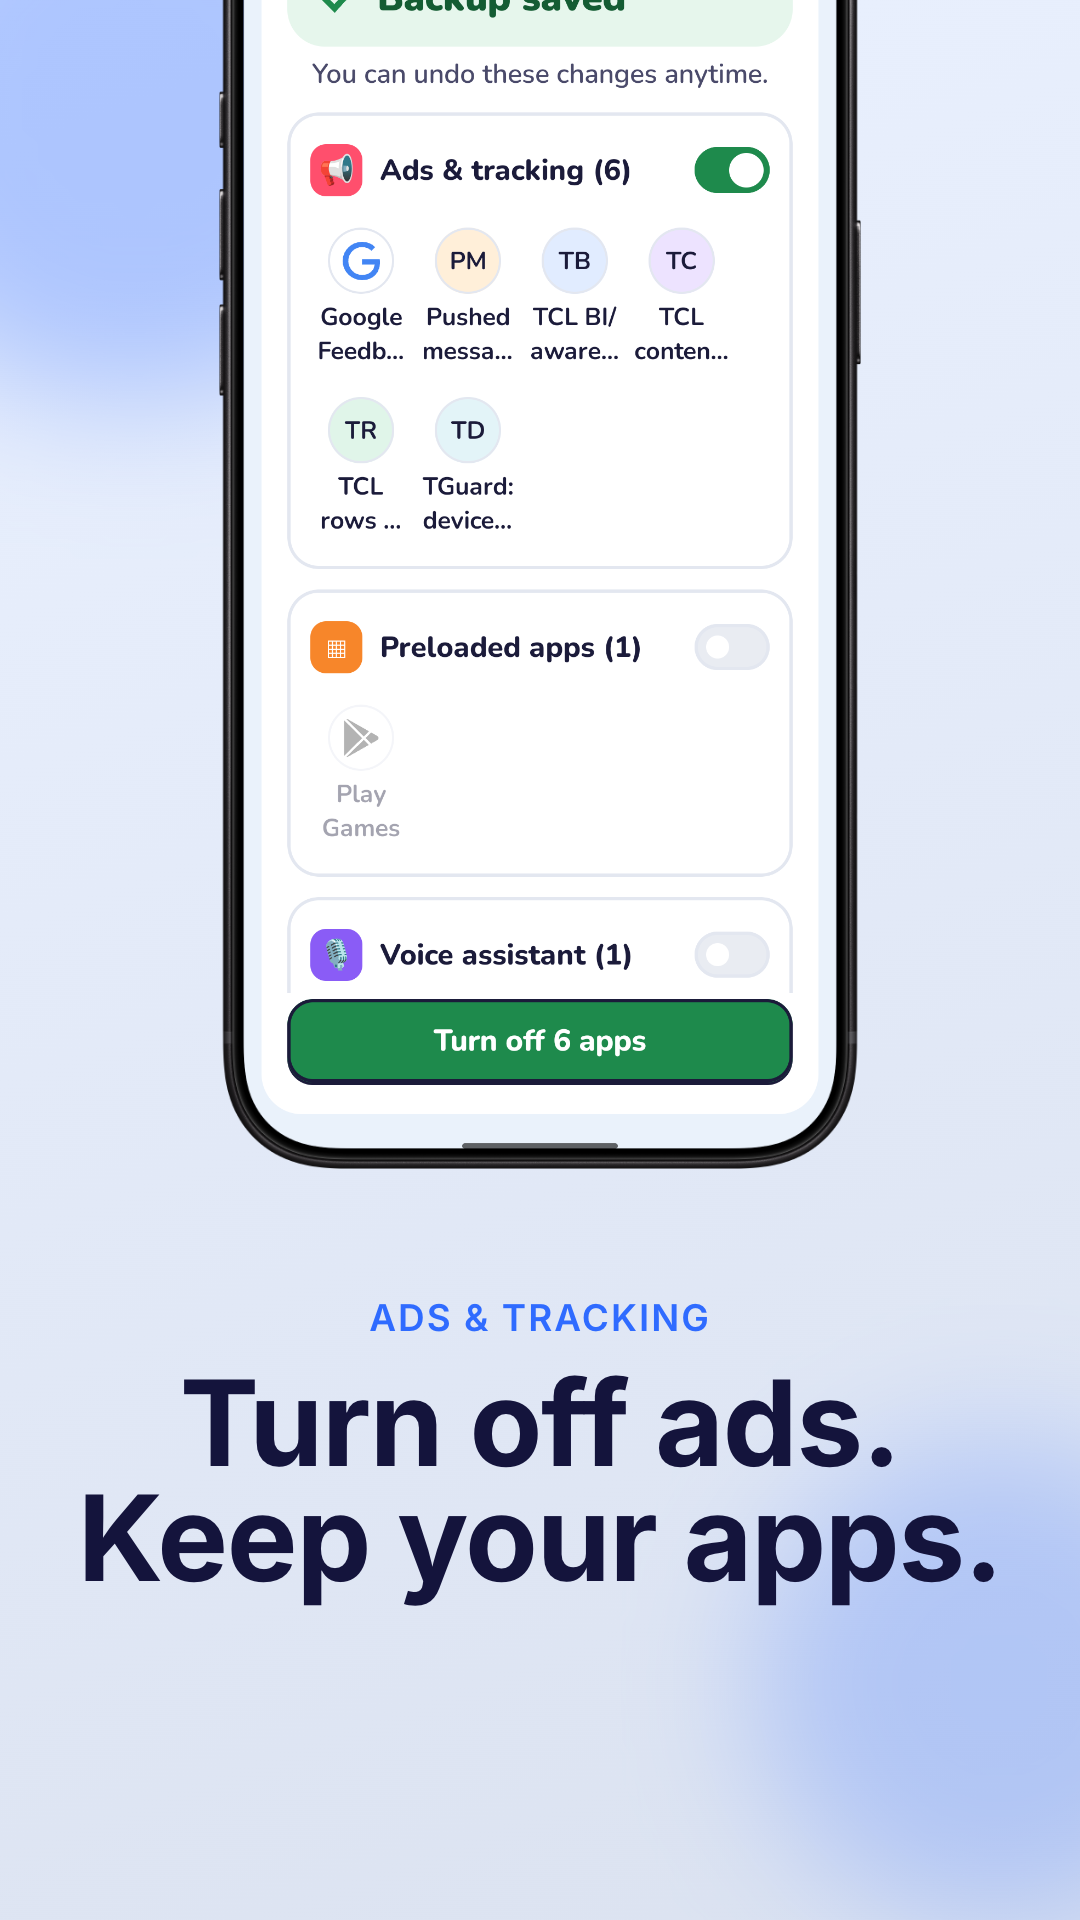 Backup saved
You can undo these changes anytime.
Ads & tracking (6)
G PM TB TC
Google Pushed TCL BI/ TCL
Feedb... messa... aware... conten...
TR TD
TCL TGuard:
rows ... device...
Preloaded apps (1)
Play
Games
Voice assistant (1)
Turn off 6 apps
ADS & TRACKING
Turn off ads.
Keep your apps.